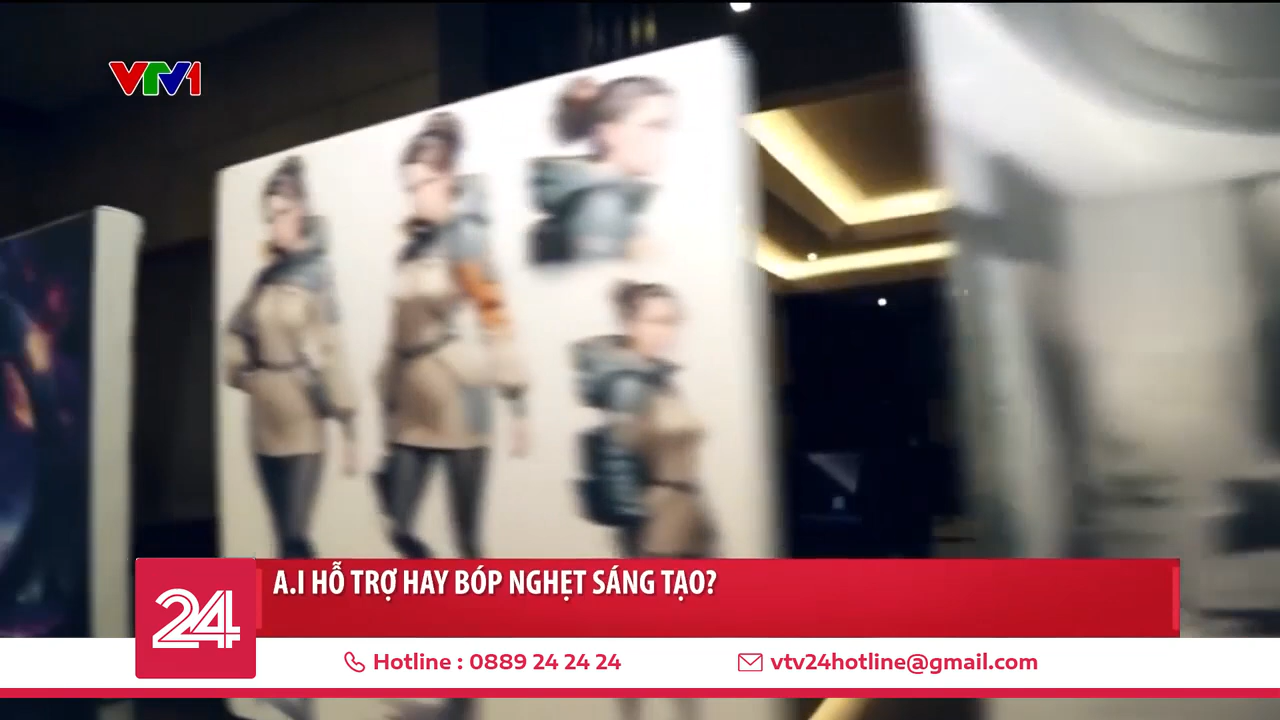 VTV1
A.I HỖ TRỢ HAY BÓP NGHẸT SÁNG TẠO?
24
Hotline : 0889 24 24 24
vtv24hotline@gmail.com